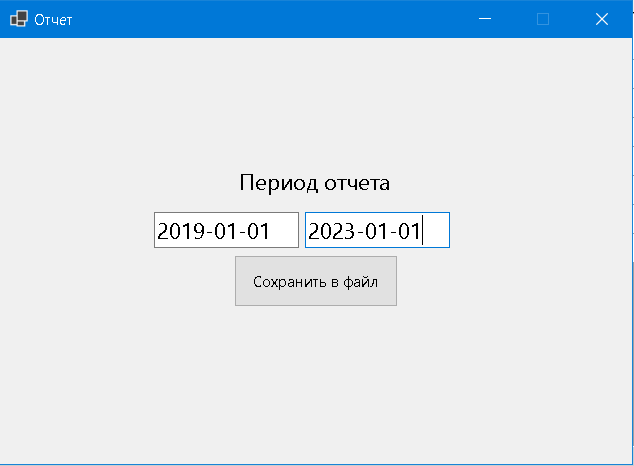 Отчет
Период отчета
2019-01-01 2023-01-01
Сохранить в файл